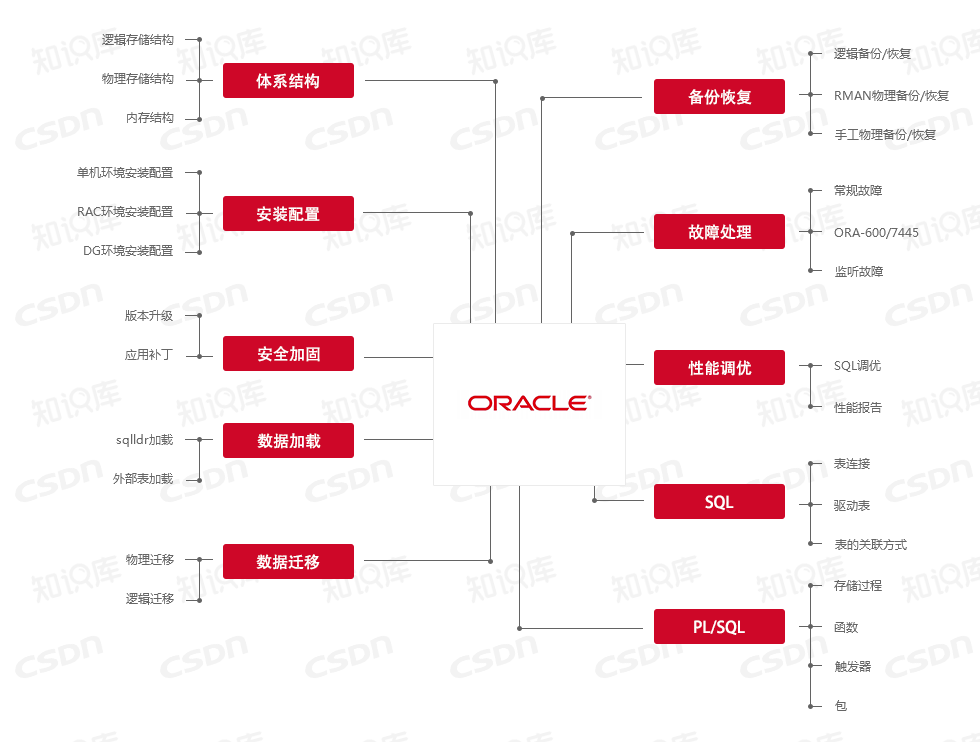 逻辑存储结构
物理存储结构
内存结构
体系结构
单机环境安装配置
RAC环境安装配置
DG环境安装配置
安装配置
版本升级
应用补丁
安全加固
sqlldr加载
外部表加载
数据加载
物理迁移
逻辑迁移
数据迁移
ORACLE®
备份恢复
逻辑备份/恢复
RMAN物理备份/恢复
手工物理备份/恢复
故障处理
常规故障
ORA-600/7445
监听故障
性能调优
SQL调优
性能报告
SQL
表连接
驱动表
表的关联方式
PL/SQL
存储过程
函数
触发器
包
知识库
CSDN